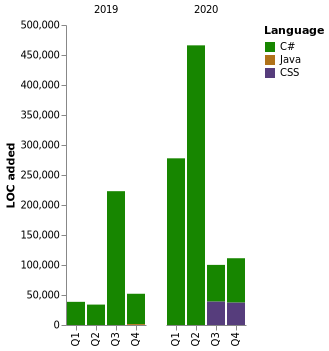 2019 2020
Language
C#
Java
CSS
LOC added
500,000
450,000
400,000
350,000
300,000
250,000
200,000
150,000
100,000
50,000
0
Q1 Q2 Q3 Q4 Q1 Q2 Q3 Q4